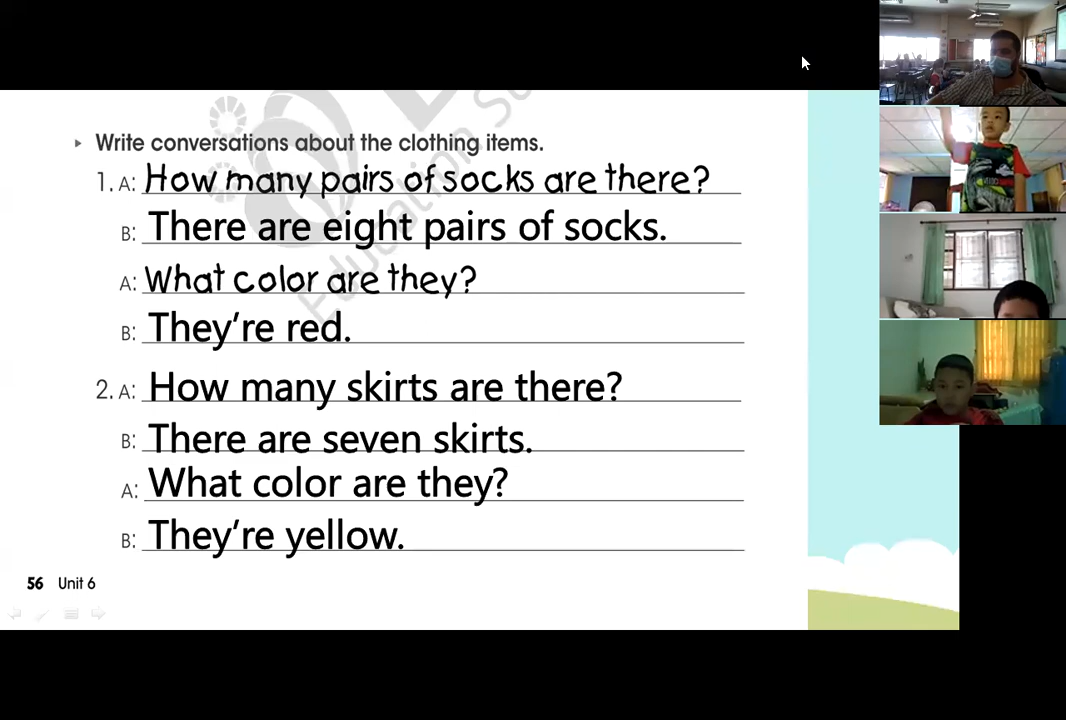 Write conversations about the clothing items.
1. A: How many pairs of socks are there?
B: There are eight pairs of socks.
A: What color are they?
B: They're red.
2. A: How many skirts are there?
B: There are seven skirts.
A: What color are they?
B: They're yellow.
56 Unit 6